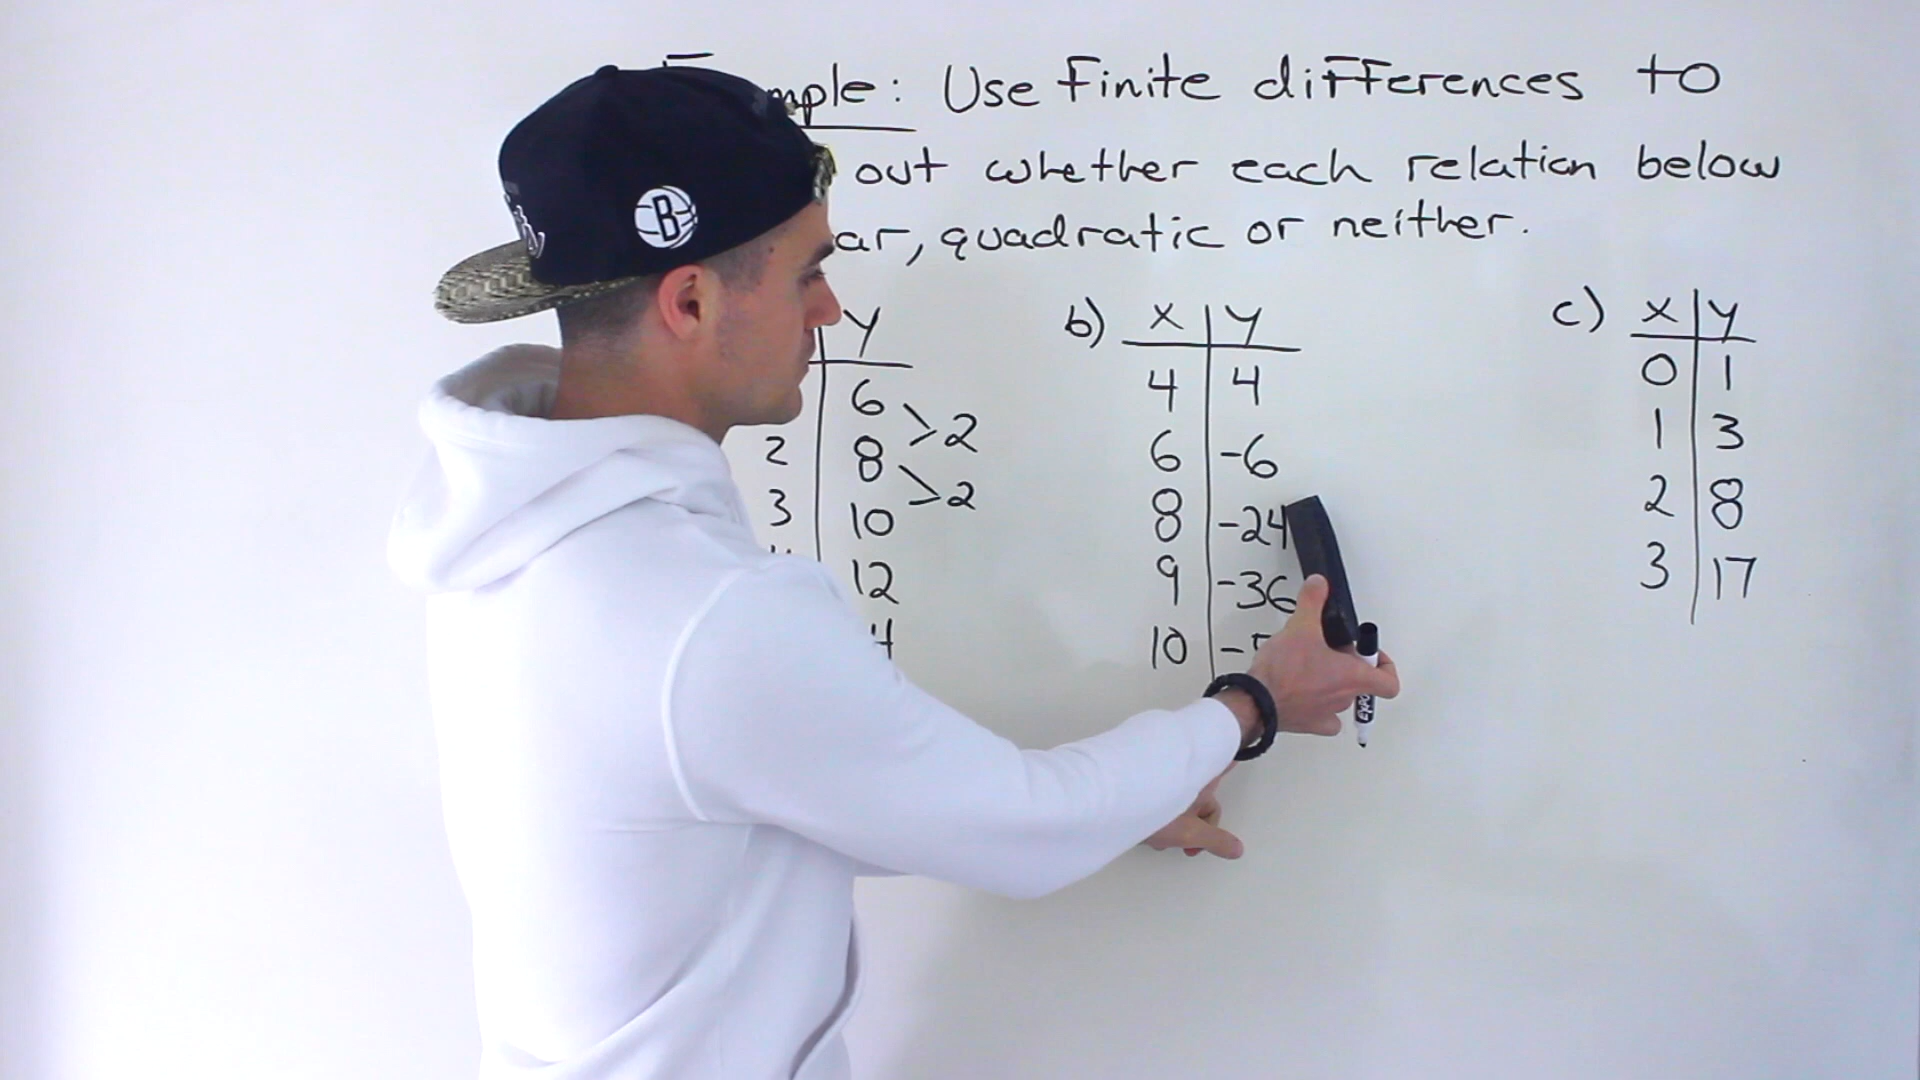 mple: Use Finite differences to
out whether each relation below
ar, quadratic or neither.
y
6
8
10
12
2
3
>2
>2
b) x y
4 4
6 -6
8 -24
9 -36
10 -
c) x y
0 1
1 3
2 8
3 17
B
EXPO